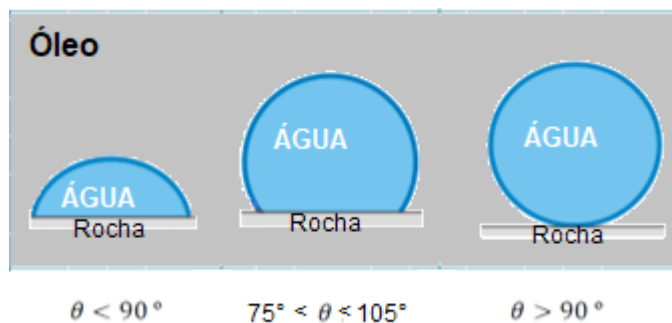 Óleo
ÁGUA
Rocha
ÁGUA
Rocha
ÁGUA
Rocha
θ < 90 º
75° < θ < 105°
θ > 90 º